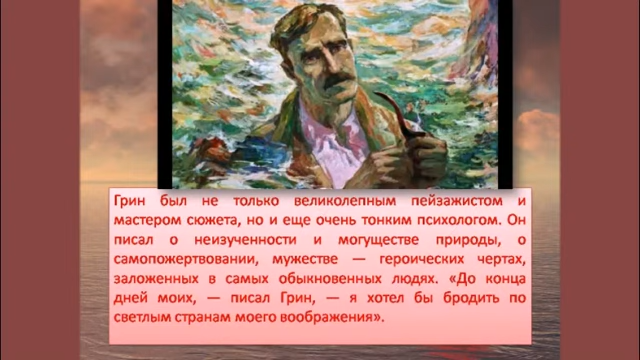 Грин был не только великолепным пейзажистом и
мастером сюжета, но и еще очень тонким психологом. Он
писал о неизученности и могуществе природы, о
самопожертвовании, мужестве — героических чертах,
заложенных в самых обыкновенных людях. «До конца
дней моих, — писал Грин, — я хотел бы бродить по
светлым странам моего воображения».